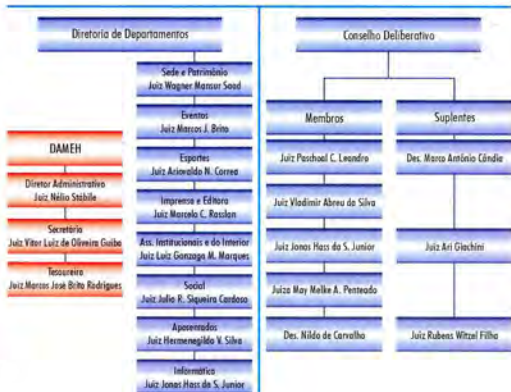 Diretoria de Departamentos
Sede e Patrimônio
Juiz Wagner Mansur Saad
Eventos
Juiz Marcos J. Brito
Esportes
Juiz Ariovaldo N. Correa
Imprensa e Editora
Juiz Marcelo C. Rasslan
Ass. Institucionais e do Interior
Juiz Luiz Gonzaga M. Marques
Social
Juiz Julio R. Siqueira Cardoso
Aposentados
Juiz Hermenegildo V. Silva
Informática
Juiz Jonas Hass da S. Junior
DAMEH
Diretor Administrativo
Juiz Nélio Stábile
Secretário
Juiz Vitor Luiz de Oliveira Guibo
Tesoureiro
Juiz Marcos José Brito Rodrigues
Conselho Deliberativo
Membros
Juiz Paschoal C. Leandro
Juiz Vladimir Abreu da Silva
Juiz Jonas Hass da S. Junior
Juiza May Melke A. Penteado
Des. Nildo de Carvalho
Suplentes
Des. Marco Antônio Cândia
Juiz Ari Giachini
Juiz Rubens Witzel Filho